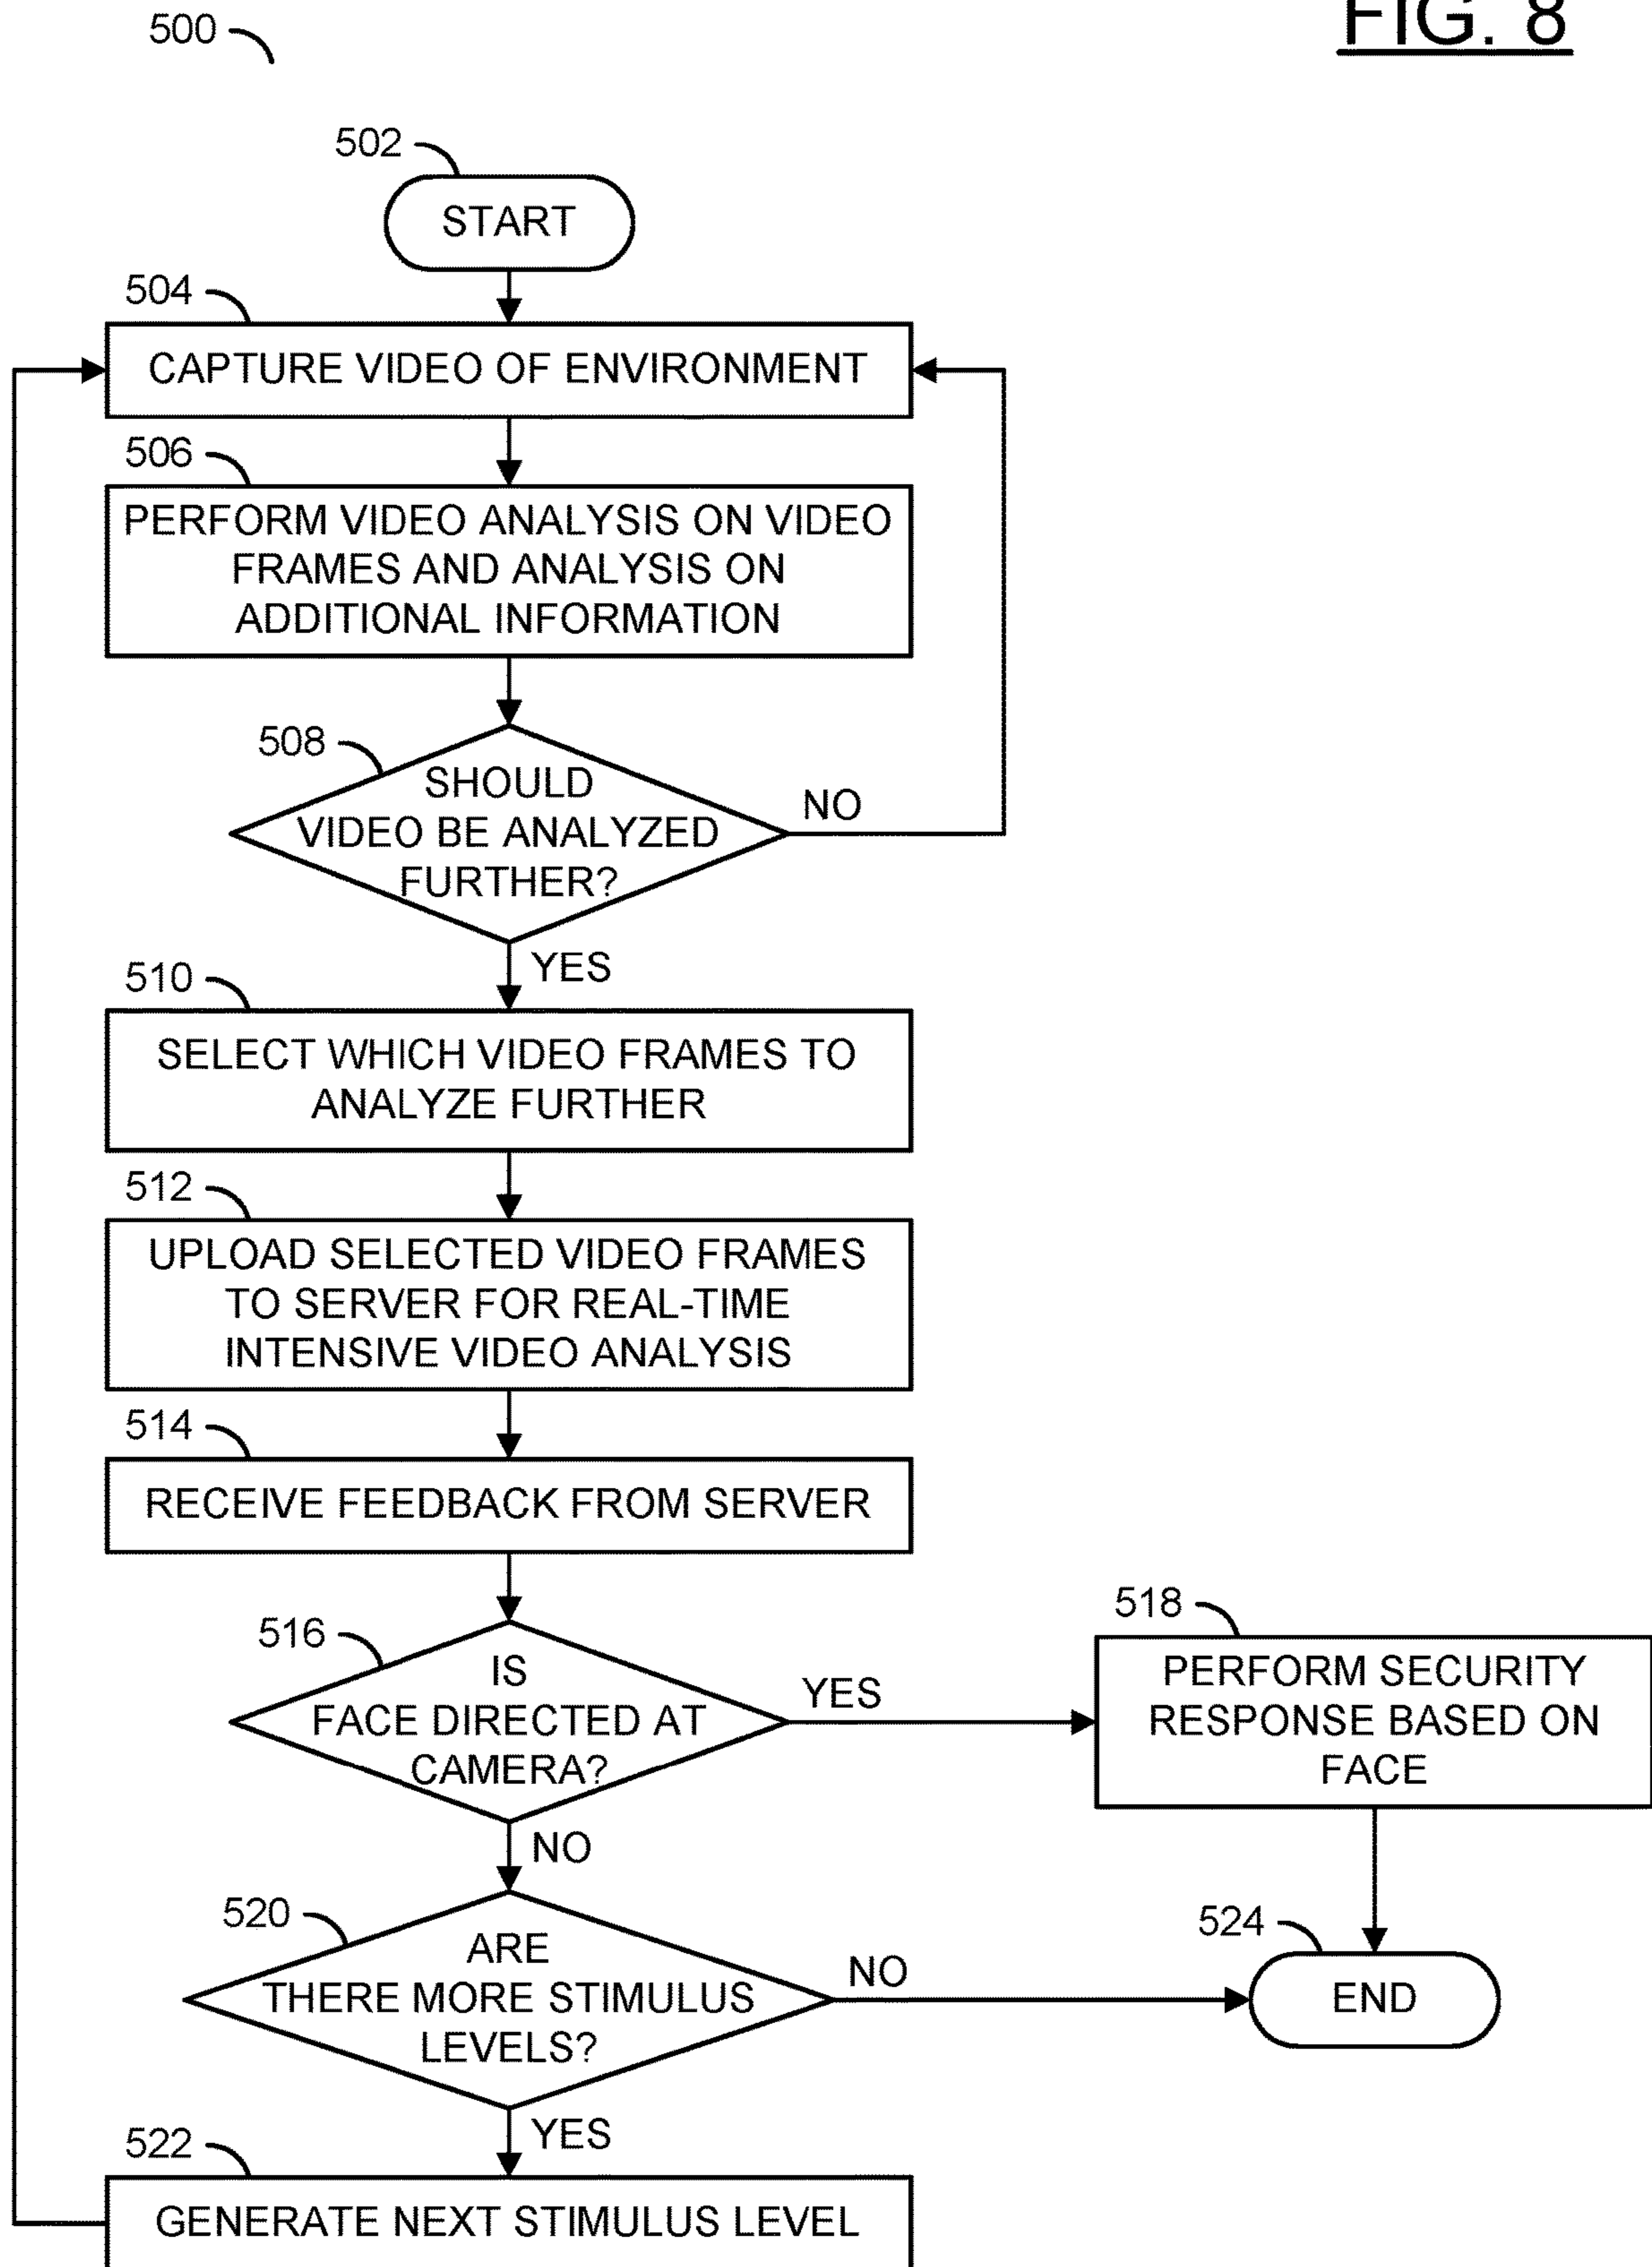 500
FIG. 8
502
START
504
CAPTURE VIDEO OF ENVIRONMENT
506
PERFORM VIDEO ANALYSIS ON VIDEO
FRAMES AND ANALYSIS ON
ADDITIONAL INFORMATION
508
SHOULD
VIDEO BE ANALYZED
FURTHER?
NO
YES
510
SELECT WHICH VIDEO FRAMES TO
ANALYZE FURTHER
512
UPLOAD SELECTED VIDEO FRAMES
TO SERVER FOR REAL-TIME
INTENSIVE VIDEO ANALYSIS
514
RECEIVE FEEDBACK FROM SERVER
516
IS
FACE DIRECTED AT
CAMERA?
YES
518
PERFORM SECURITY
RESPONSE BASED ON
FACE
NO
520
ARE
THERE MORE STIMULUS
LEVELS?
NO
524
END
YES
522
GENERATE NEXT STIMULUS LEVEL